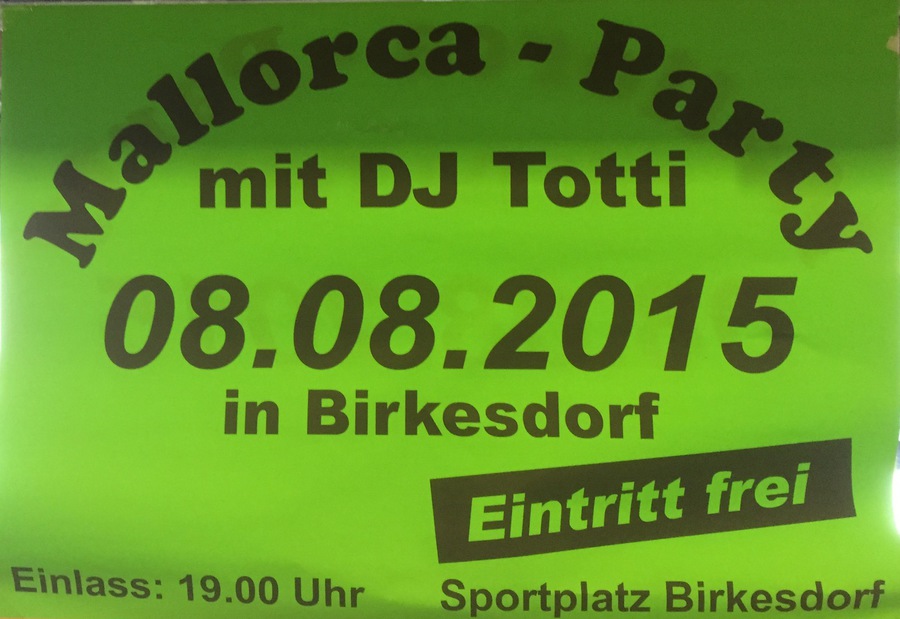 Mallorca - Party
mit DJ Totti
08.08.2015
in Birkesdorf
Eintritt frei
Einlass: 19.00 Uhr
Sportplatz Birkesdorf